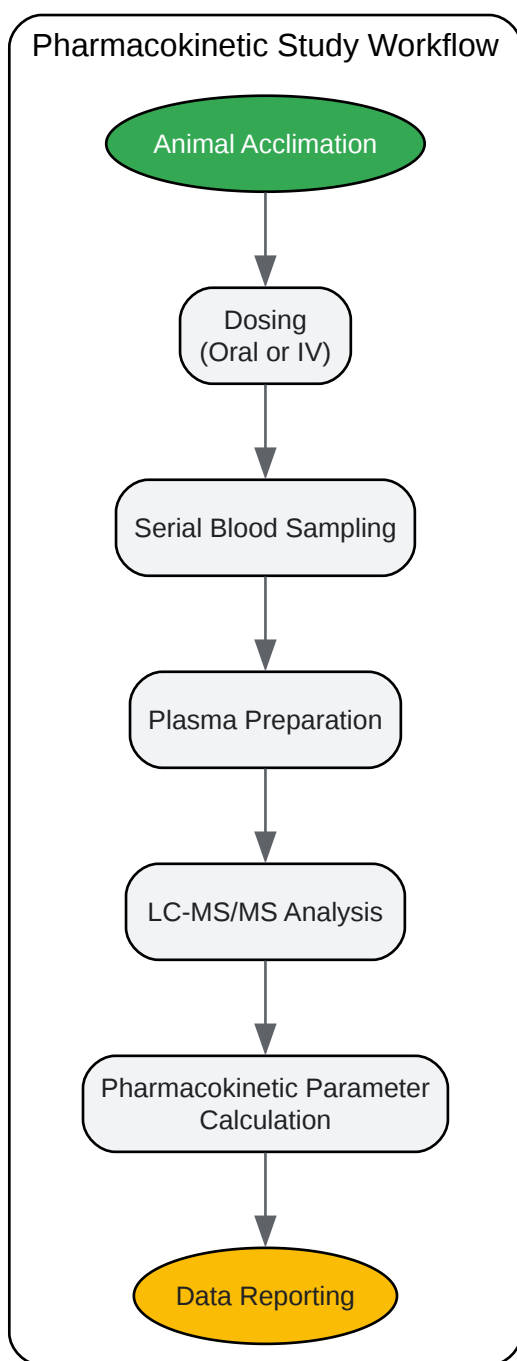 Pharmacokinetic Study Workflow
Animal Acclimation
Dosing
(Oral or IV)
Serial Blood Sampling
Plasma Preparation
LC-MS/MS Analysis
Pharmacokinetic Parameter
Calculation
Data Reporting